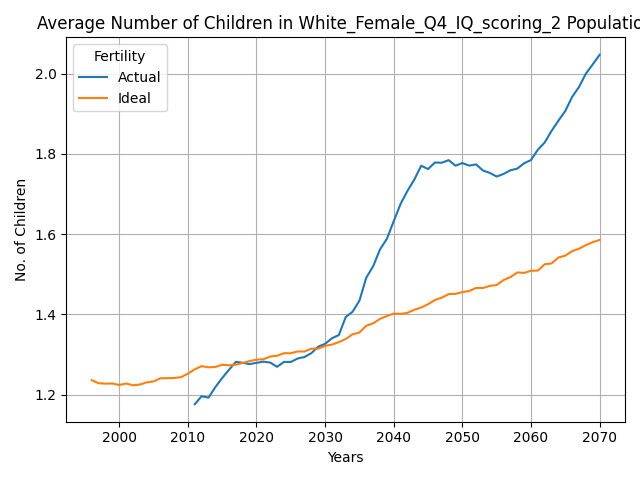 Average Number of Children in White_Female_Q4_IQ_scoring_2 Populatio
Fertility
Actual
Ideal
No. of Children
2.0
1.8
1.6
1.4
1.2
2000 2010 2020 2030 2040 2050 2060 2070
Years